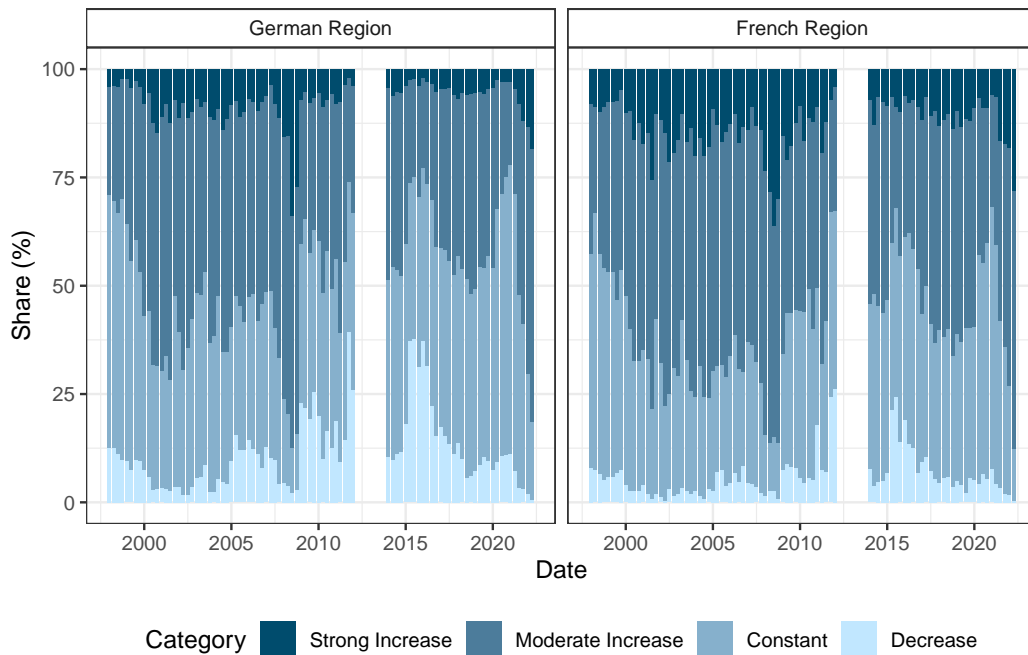 German Region French Region
100
75
50
25
0
Share (%)
2000 2005 2010 2015 2020 2000 2005 2010 2015 2020
Date
Category Strong Increase Moderate Increase Constant Decrease